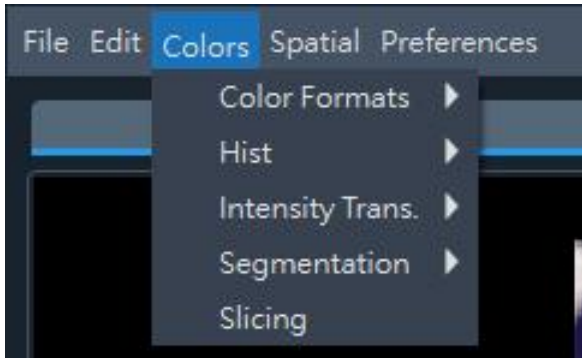 File Edit Colors Spatial Preferences
Color Formats
Hist
Intensity Trans.
Segmentation
Slicing